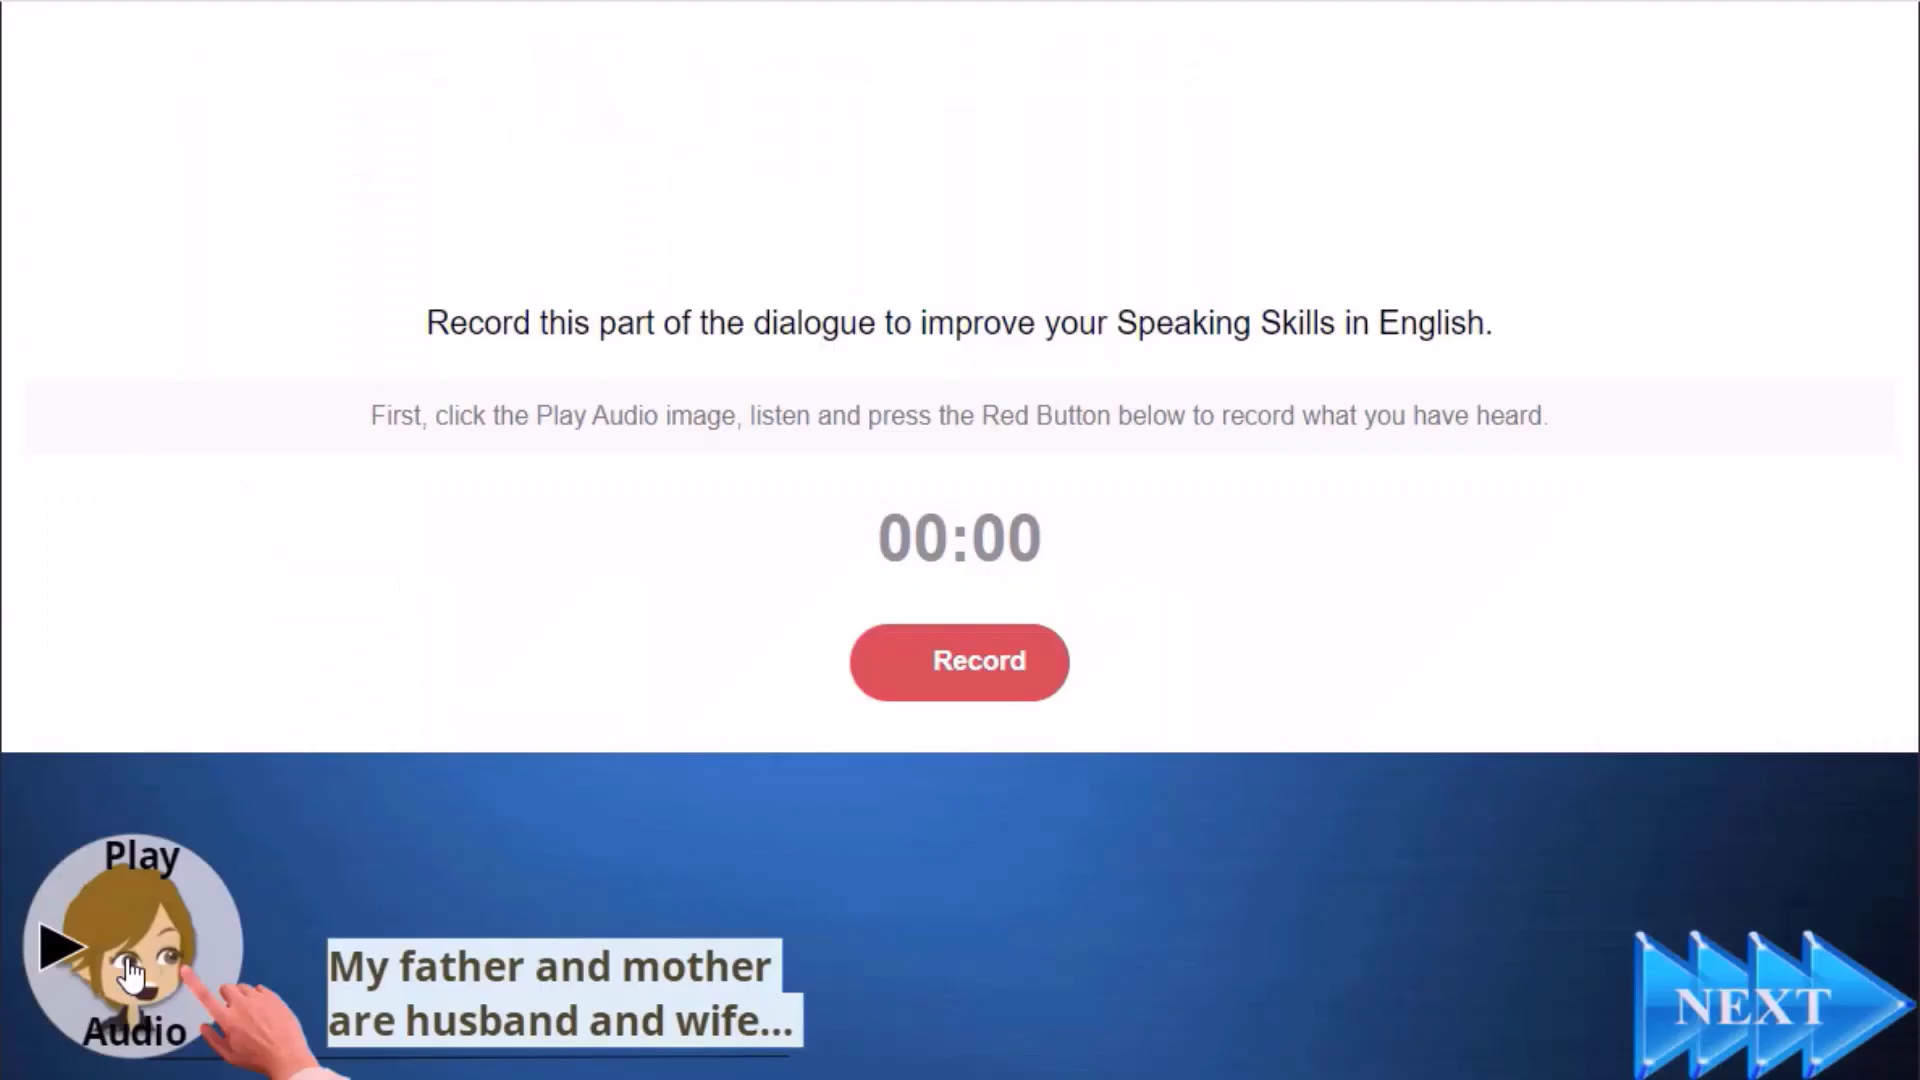 Record this part of the dialogue to improve your Speaking Skills in English.
First, click the Play Audio image, listen and press the Red Button below to record what you have heard.
00:00
Record
Play
Audio
My father and mother
are husband and wife...
NEXT